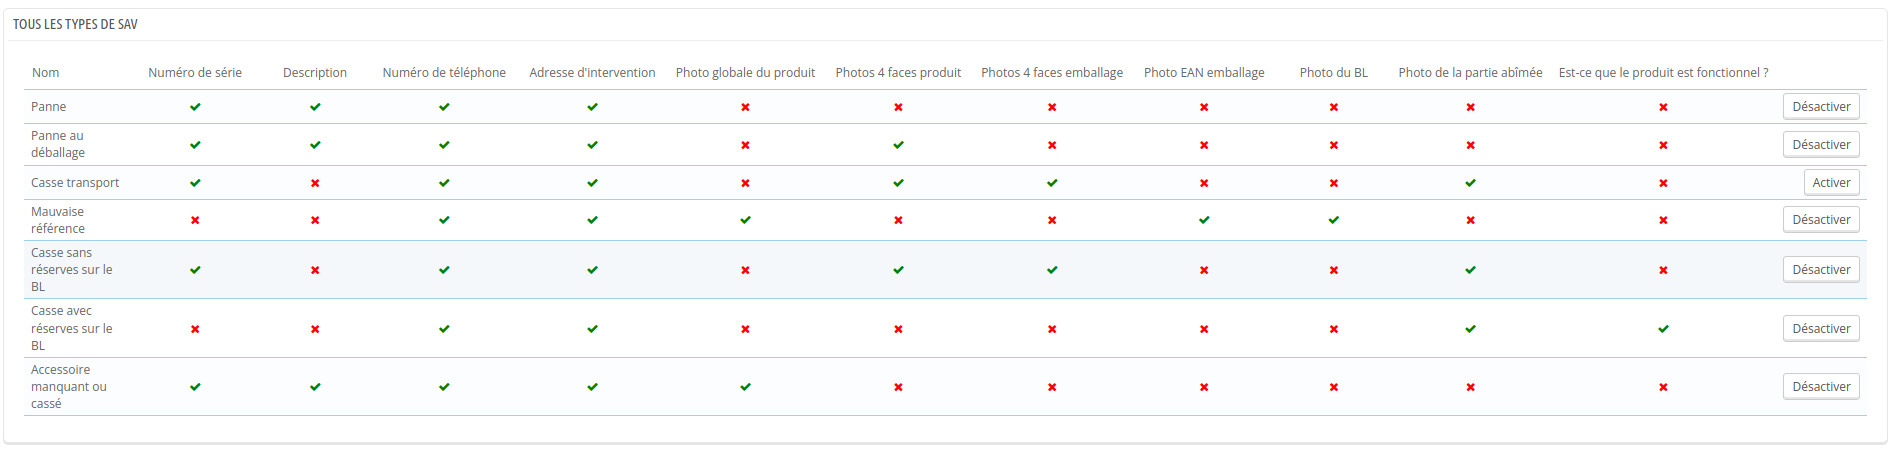 TOUS LES TYPES DE SAV
Nom Numéro de série Description Numéro de téléphone Adresse d'intervention Photo globale du produit Photos 4 faces produit Photos 4 faces emballage Photo EAN emballage Photo du BL Photo de la partie abîmée Est-ce que le produit est fonctionnel ?
Panne Désactiver
Panne au
déballage Désactiver
Casse transport Activer
Mauvaise
référence Désactiver
Casse sans
réserves sur le Désactiver
BL
Casse avec
réserves sur le Désactiver
BL
Accessoire
manquant ou Désactiver
cassé